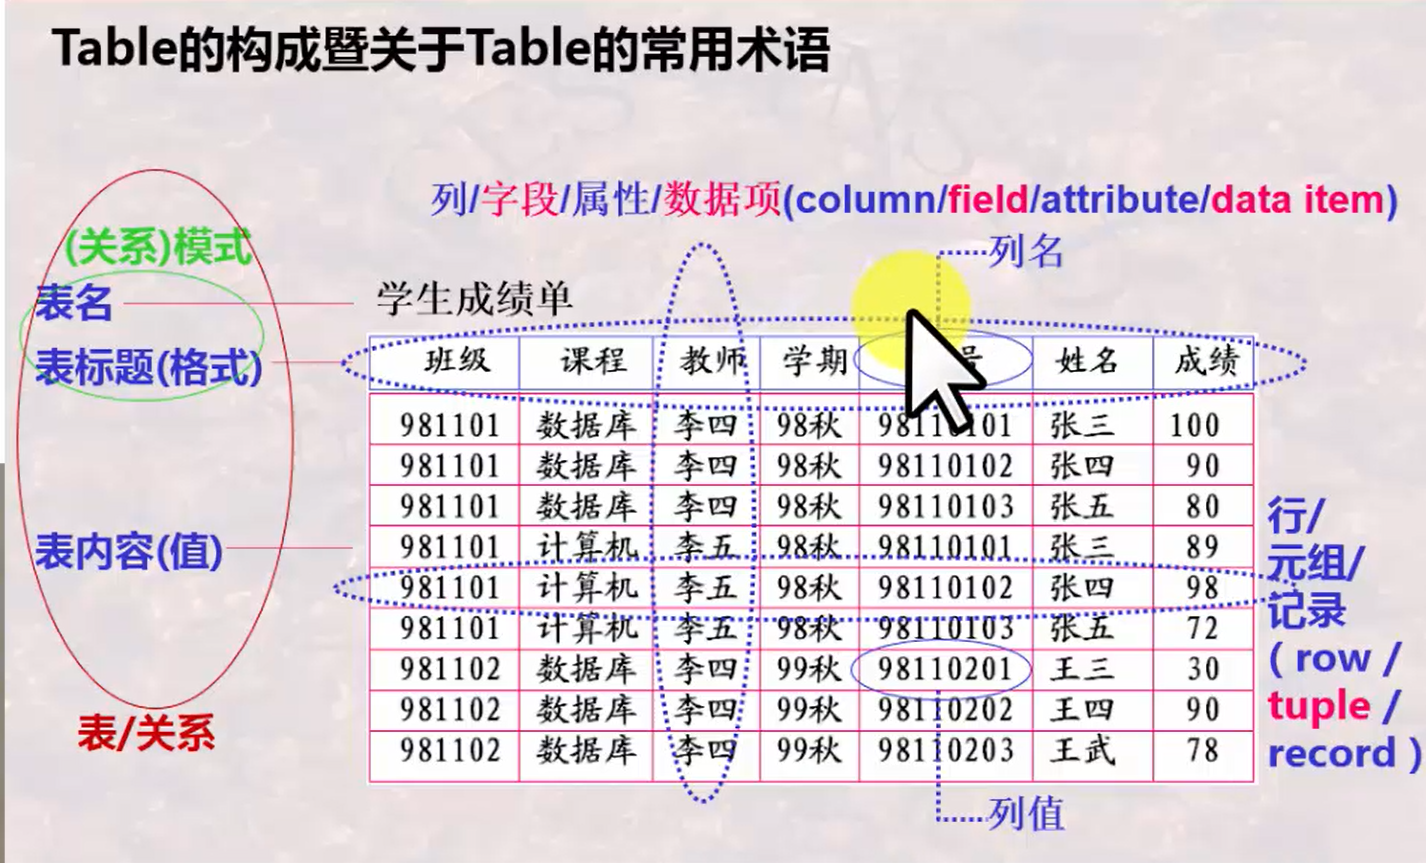 Table的构成暨关于Table的常用术语
列/字段/属性/数据项(column/field/attribute/data item)
(关系)模式
列名
表名
学生成绩单
表标题(格式)
班级 课程 教师 学期 号 姓名 成绩
981101 数据库 李四 98秋 98110101 张三 100
981101 数据库 李四 98秋 98110102 张四 90
981101 数据库 李四 98秋 98110103 张五 80
981101 计算机 李五 98秋 98110101 张三 89
981101 计算机 李五 98秋 98110102 张四 98
981101 计算机 李五 98秋 98110103 张五 72
981102 数据库 李四 99秋 98110201 王三 30
981102 数据库 李四 99秋 98110202 王四 90
981102 数据库 李四 99秋 98110203 王武 78
表内容(值)
行/
元组/
记录
( row /
tuple /
record )
表/关系
列值